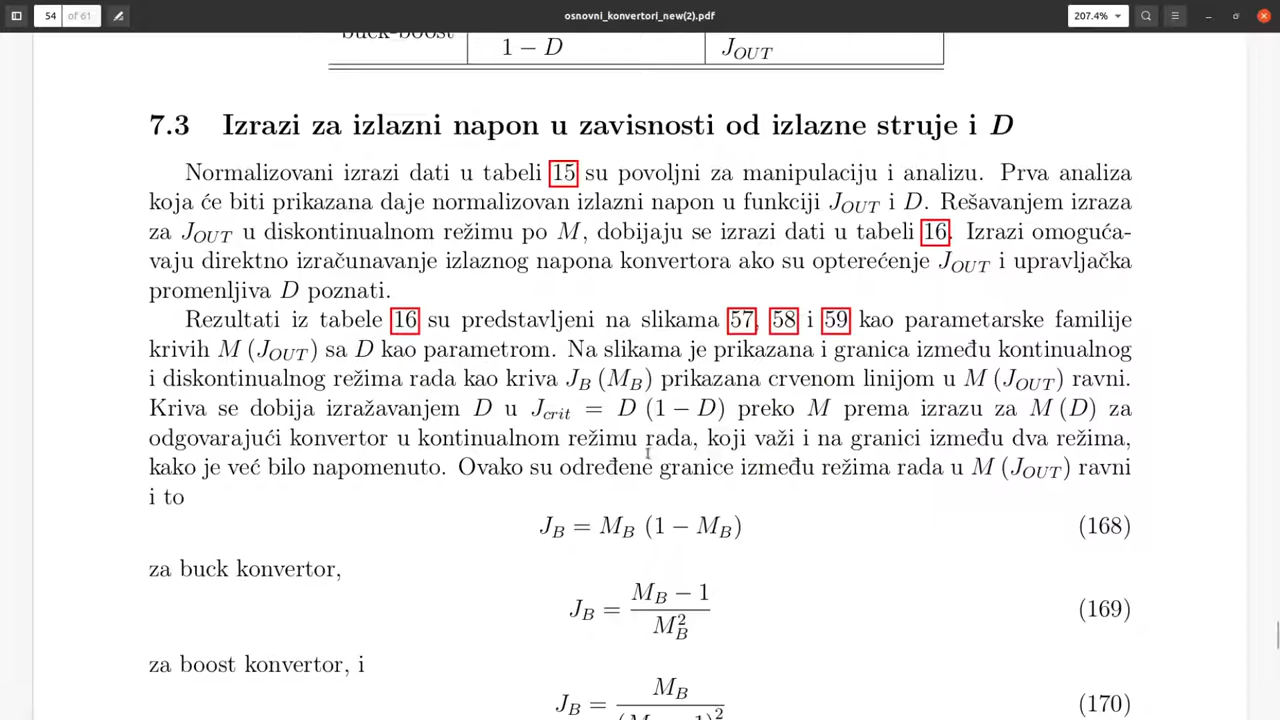 54 of 61
osnovni_konvertori_new(2).pdf
207.4%
buck-boost
1 − D
J_OUT
7.3 Izrazi za izlazni napon u zavisnosti od izlazne struje i D
Normalizovani izrazi dati u tabeli 15 su povoljni za manipulaciju i analizu. Prva analiza
koja će biti prikazana daje normalizovan izlazni napon u funkciji J_OUT i D. Rešavanjem izraza
za J_OUT u diskontinualnom režimu po M, dobijaju se izrazi dati u tabeli 16. Izrazi omoguća-
vaju direktno izračunavanje izlaznog napona konvertora ako su opterećenje J_OUT i upravljačka
promenljiva D poznati.
Rezultati iz tabele 16 su predstavljeni na slikama 57, 58 i 59 kao parametarske familije
krivih M (J_OUT) sa D kao parametrom. Na slikama je prikazana i granica između kontinualnog
i diskontinualnog režima rada kao kriva J_B (M_B) prikazana crvenom linijom u M (J_OUT) ravni.
Kriva se dobija izražavanjem D u J_crit = D (1 − D) preko M prema izrazu za M (D) za
odgovarajući konvertor u kontinualnom režimu rada, koji važi i na granici između dva režima,
kako je već bilo napomenuto. Ovako su određene granice između režima rada u M (J_OUT) ravni
i to
J_B = M_B (1 − M_B) (168)
za buck konvertor,
J_B = (M_B − 1) / M_B^2 (169)
za boost konvertor, i
J_B = M_B / (M_B − 1)^2 (170)